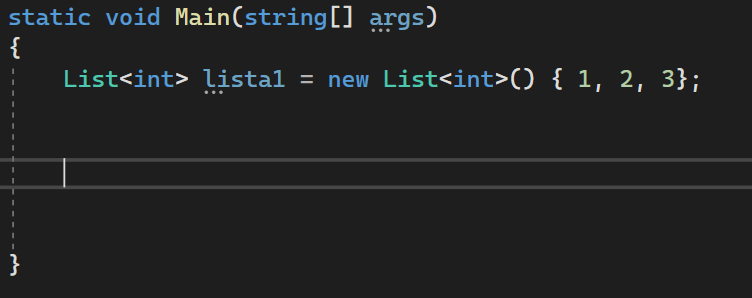 static void Main(string[] args)
{
List<int> lista1 = new List<int>() { 1, 2, 3};
}